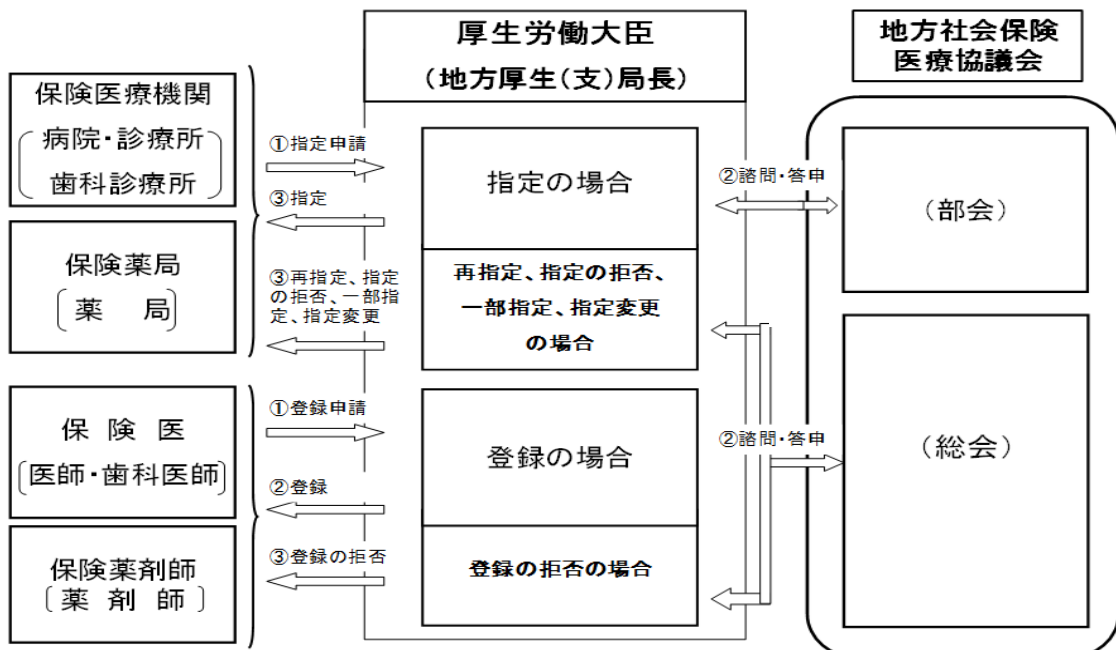 保険医療機関
病院・診療所
歯科診療所
保険薬局
薬　局
保険医
医師・歯科医師
保険薬剤師
薬剤師
①指定申請
③指定
③再指定、指定
の拒否、一部指
定、指定変更
①登録申請
②登録
③登録の拒否
厚生労働大臣
(地方厚生(支)局長)
指定の場合
再指定、指定の拒否、
一部指定、指定変更
の場合
登録の場合
登録の拒否の場合
②諮問・答申
②諮問・答申
地方社会保険
医療協議会
(部会)
(総会)